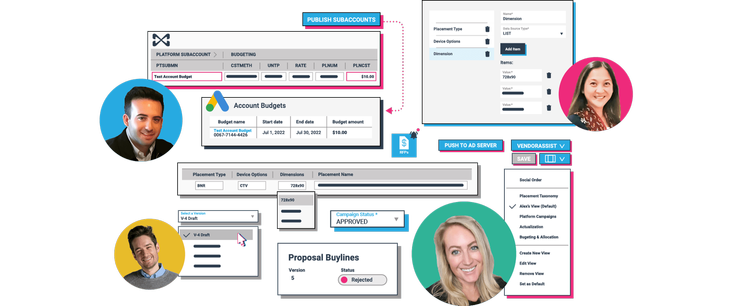 PUBLISH SUBACCOUNTS
PLATFORM SUBACCOUNT BUDGETING
PTSUBMN CSTMETH UNTP RATE PLNUM PLNCST
Test Account Budget $10.00
Account Budgets
Budget name Start date End date Budget amount
Test Account Budget
0067-7144-4426 Jul 1, 2022 Jul 30, 2022 $10.00
Name*
Dimension
Placement Type
Device Options
Dimension
Data Source Type*
LIST
Add Item
Items:
Value*
728x90
Value*
Value*
PUSH TO AD SERVER
VENDORASSIST
SAVE
Placement Type Device Options Dimensions Placement Name
BNR CTV 728x90
728x90
Select a Version
V-4 Draft
V-4 Draft
Campaign Status *
APPROVED
Proposal Buylines
Version Status
5 Rejected
Social Order
Placement Taxonomy
Alex's View (Default)
Platform Campaigns
Actualization
Bugeting & Allocation
Create New View
Edit View
Remove View
Set as Default